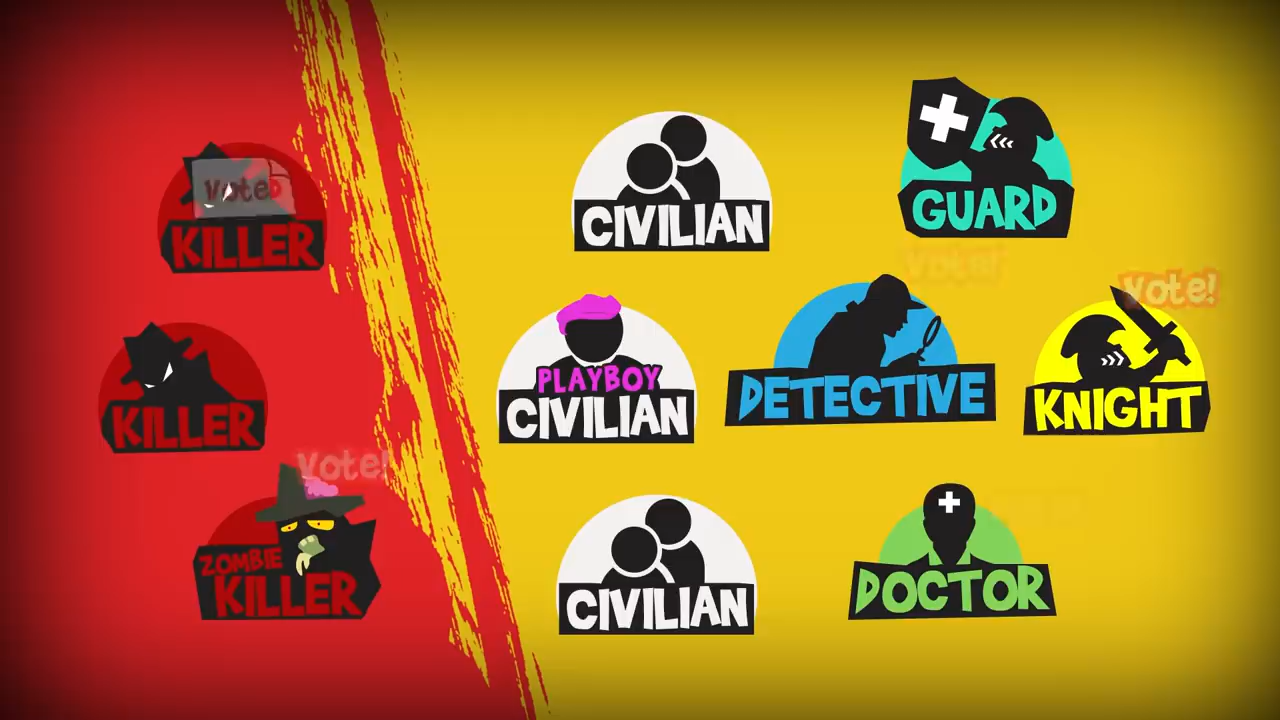 Vote
KILLER
CIVILIAN
GUARD
Vote!
Vote!
KILLER
PLAYBOY
CIVILIAN
DETECTIVE
KNIGHT
Vote!
ZOMBIE
KILLER
CIVILIAN
DOCTOR